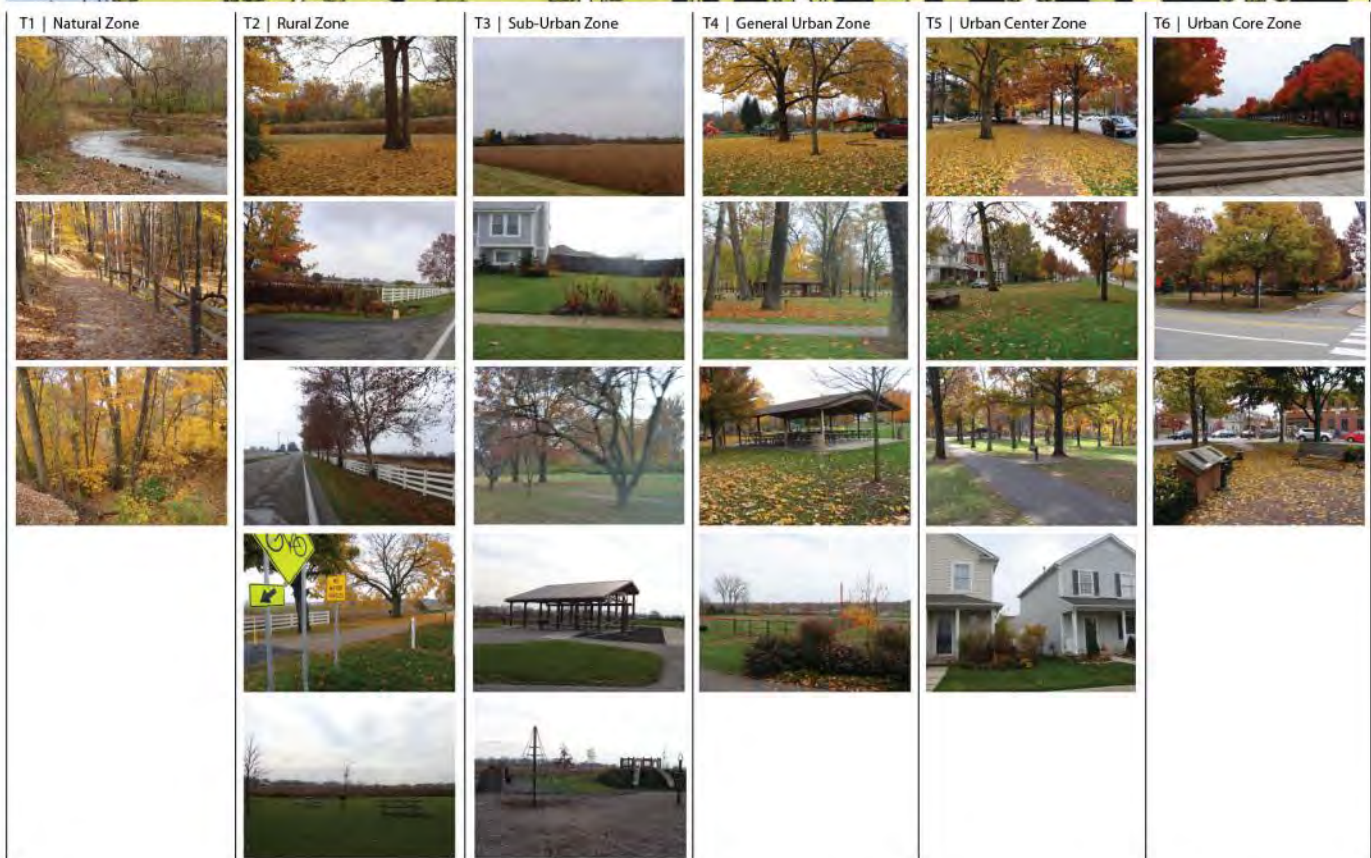 T1 | Natural Zone
T2 | Rural Zone
T3 | Sub-Urban Zone
T4 | General Urban Zone
T5 | Urban Center Zone
T6 | Urban Core Zone